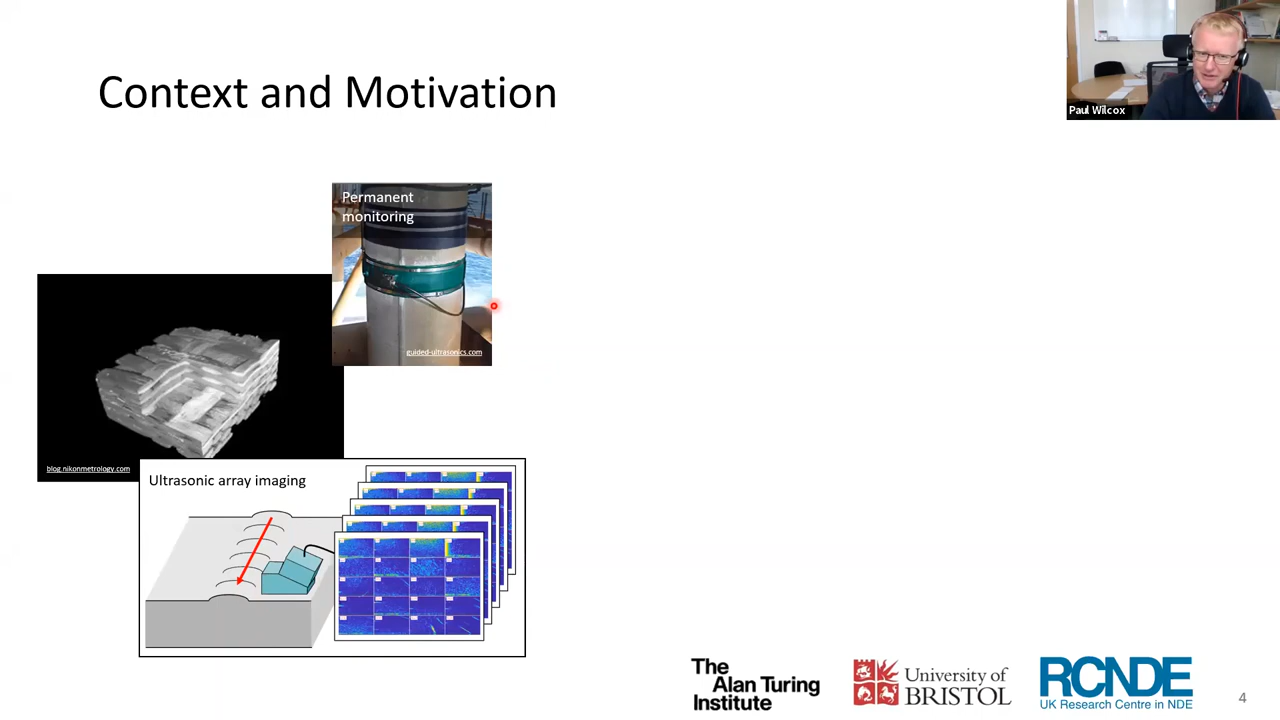 Context and Motivation
Paul Wilcox
Permanent
monitoring
guided-ultrasonics.com
blog.nikonmetrology.com
Ultrasonic array imaging
The
Alan Turing
Institute
University of
BRISTOL
RCNDE
UK Research Centre in NDE
4